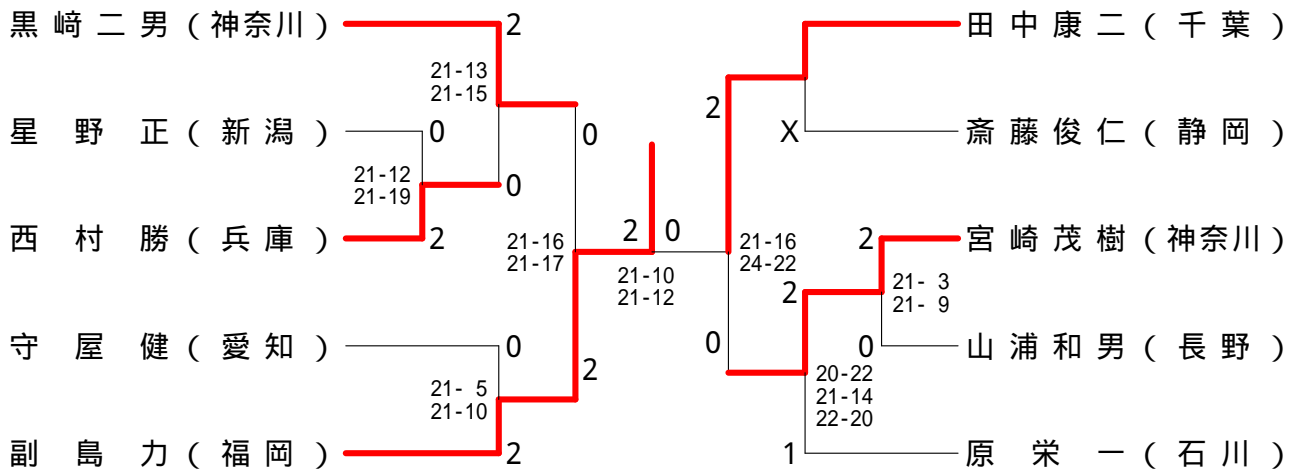 黒﨑二男(神奈川) 2 田中康二(千葉)
21-13
21-15
2
星野正(新潟) 0 0 X 斎藤俊仁(静岡)
21-12
21-19
0
西村勝(兵庫) 2 21-16 2 0 21-16 2 宮崎茂樹(神奈川)
21-17 24-22
21-10 2 21- 3
21-12 21- 9
守屋健(愛知) 0 2 0 0 山浦和男(長野)
21- 5 20-22
21-10 21-14
22-20
副島力(福岡) 2 1 原栄一(石川)